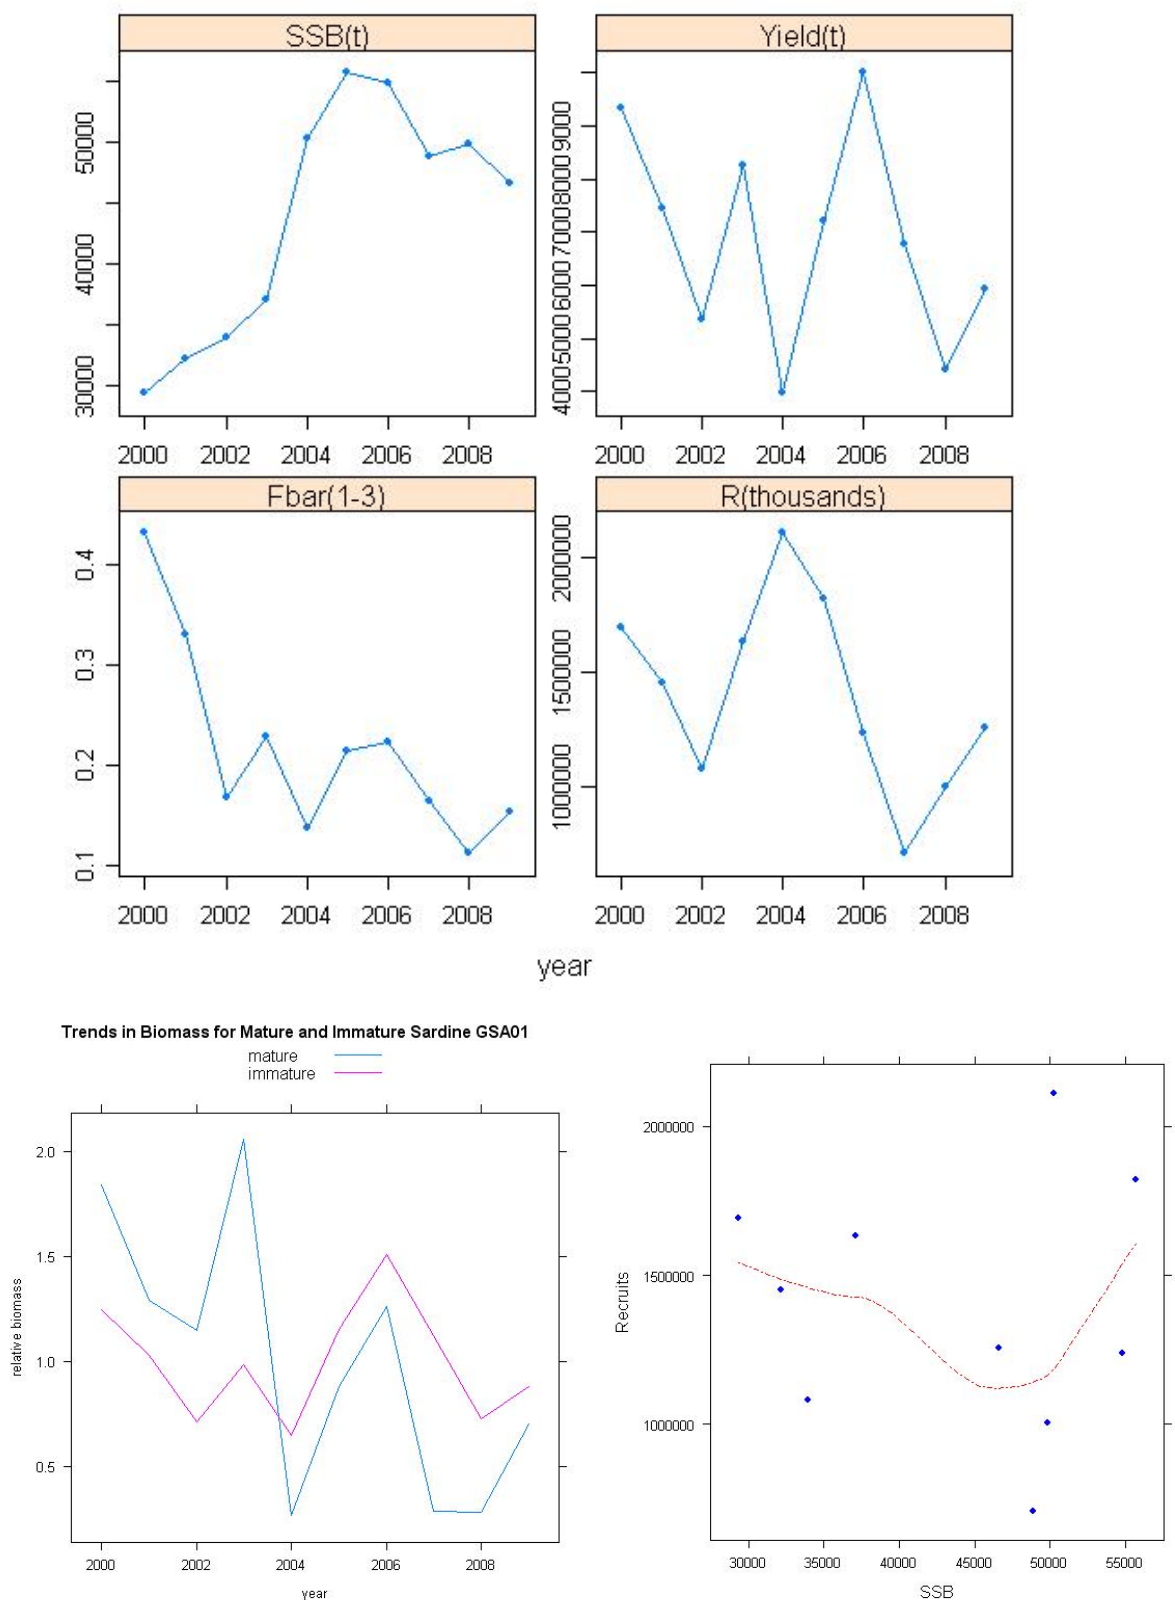 SSB(t)
Yield(t)
30000 40000 50000
4000 5000 6000 7000 8000 9000
2000 2002 2004 2006 2008
2000 2002 2004 2006 2008
Fbar(1-3)
R(thousands)
0.1 0.2 0.3 0.4
1000000 1500000 2000000
2000 2002 2004 2006 2008
2000 2002 2004 2006 2008
year
Trends in Biomass for Mature and Immature Sardine GSA01
mature
immature
relative biomass
2.0
1.5
1.0
0.5
2000 2002 2004 2006 2008
year
Recruits
2000000
1500000
1000000
30000 35000 40000 45000 50000 55000
SSB